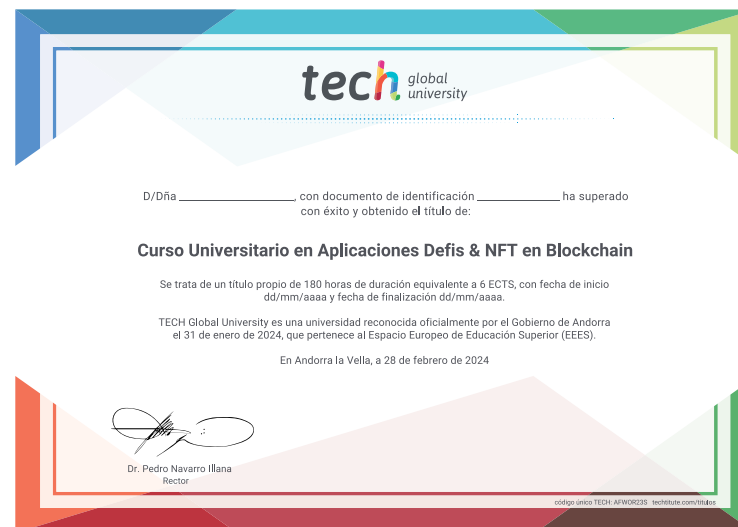 tech global university
D/Dña ____________________, con documento de identificación ______________ ha superado
con éxito y obtenido el título de:
Curso Universitario en Aplicaciones Defis & NFT en Blockchain
Se trata de un título propio de 180 horas de duración equivalente a 6 ECTS, con fecha de inicio
dd/mm/aaaa y fecha de finalización dd/mm/aaaa.
TECH Global University es una universidad reconocida oficialmente por el Gobierno de Andorra
el 31 de enero de 2024, que pertenece al Espacio Europeo de Educación Superior (EEES).
En Andorra la Vella, a 28 de febrero de 2024
Dr. Pedro Navarro Illana
Rector
código único TECH: AFWOR23S techtitute.com/títulos